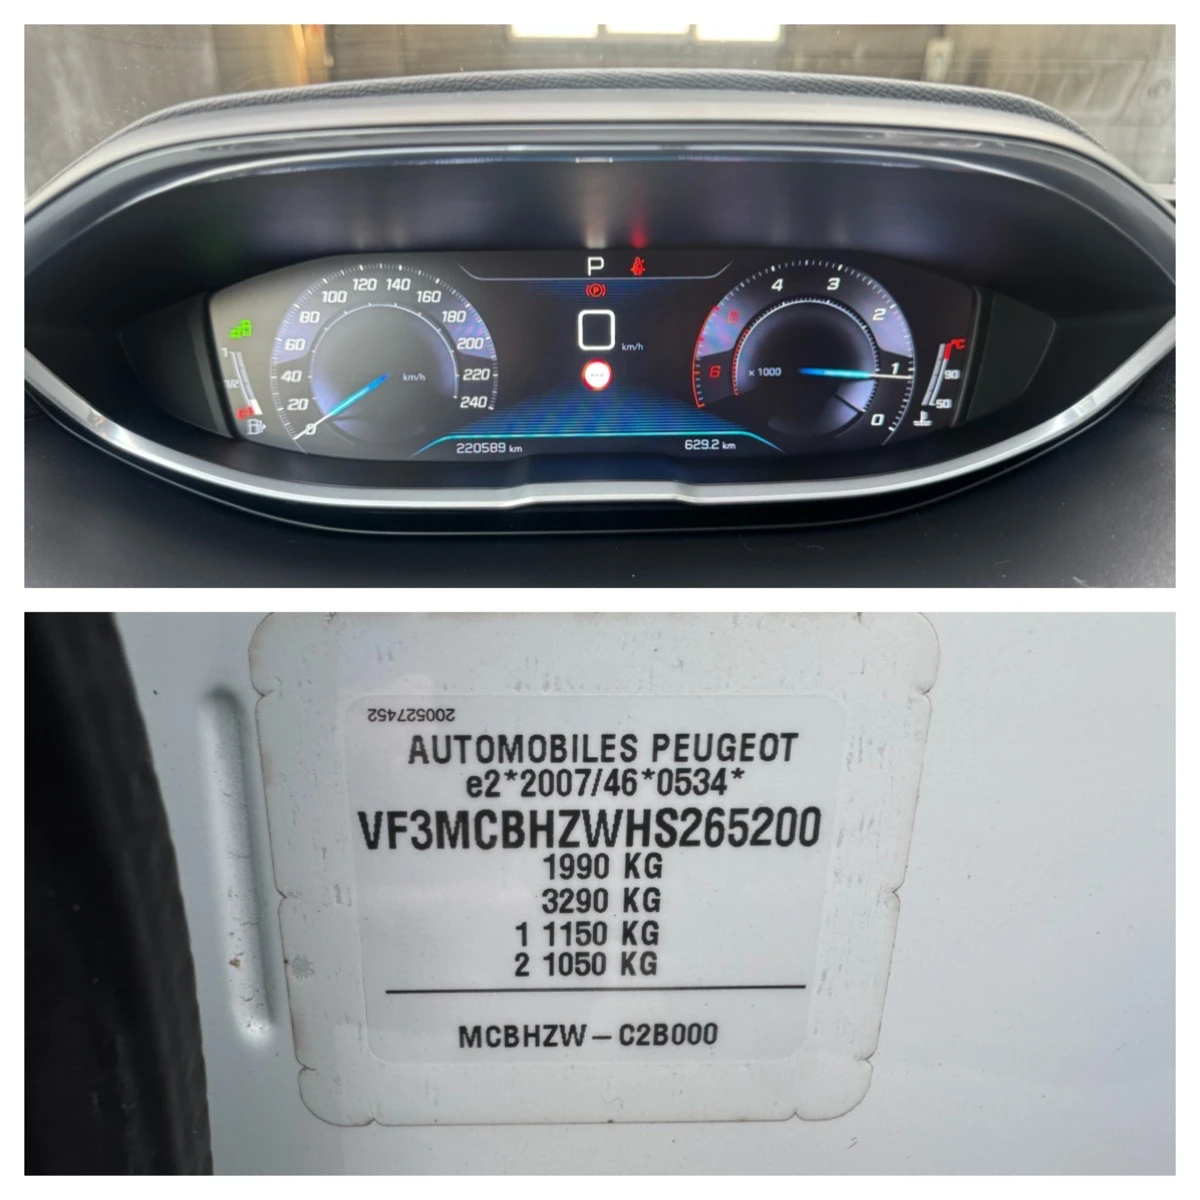 P
(P)
0 20 40 60 80 100 120 140 160 180 200 220 240
km/h
1
1/2
km/h
4 3 2 1 0
6
x 1000
°C
90
50
220589 km
629.2 km
200527452
AUTOMOBILES PEUGEOT
e2*2007/46*0534*
VF3MCBHZWHS265200
1990 KG
3290 KG
1 1150 KG
2 1050 KG
MCBHZW – C2B000